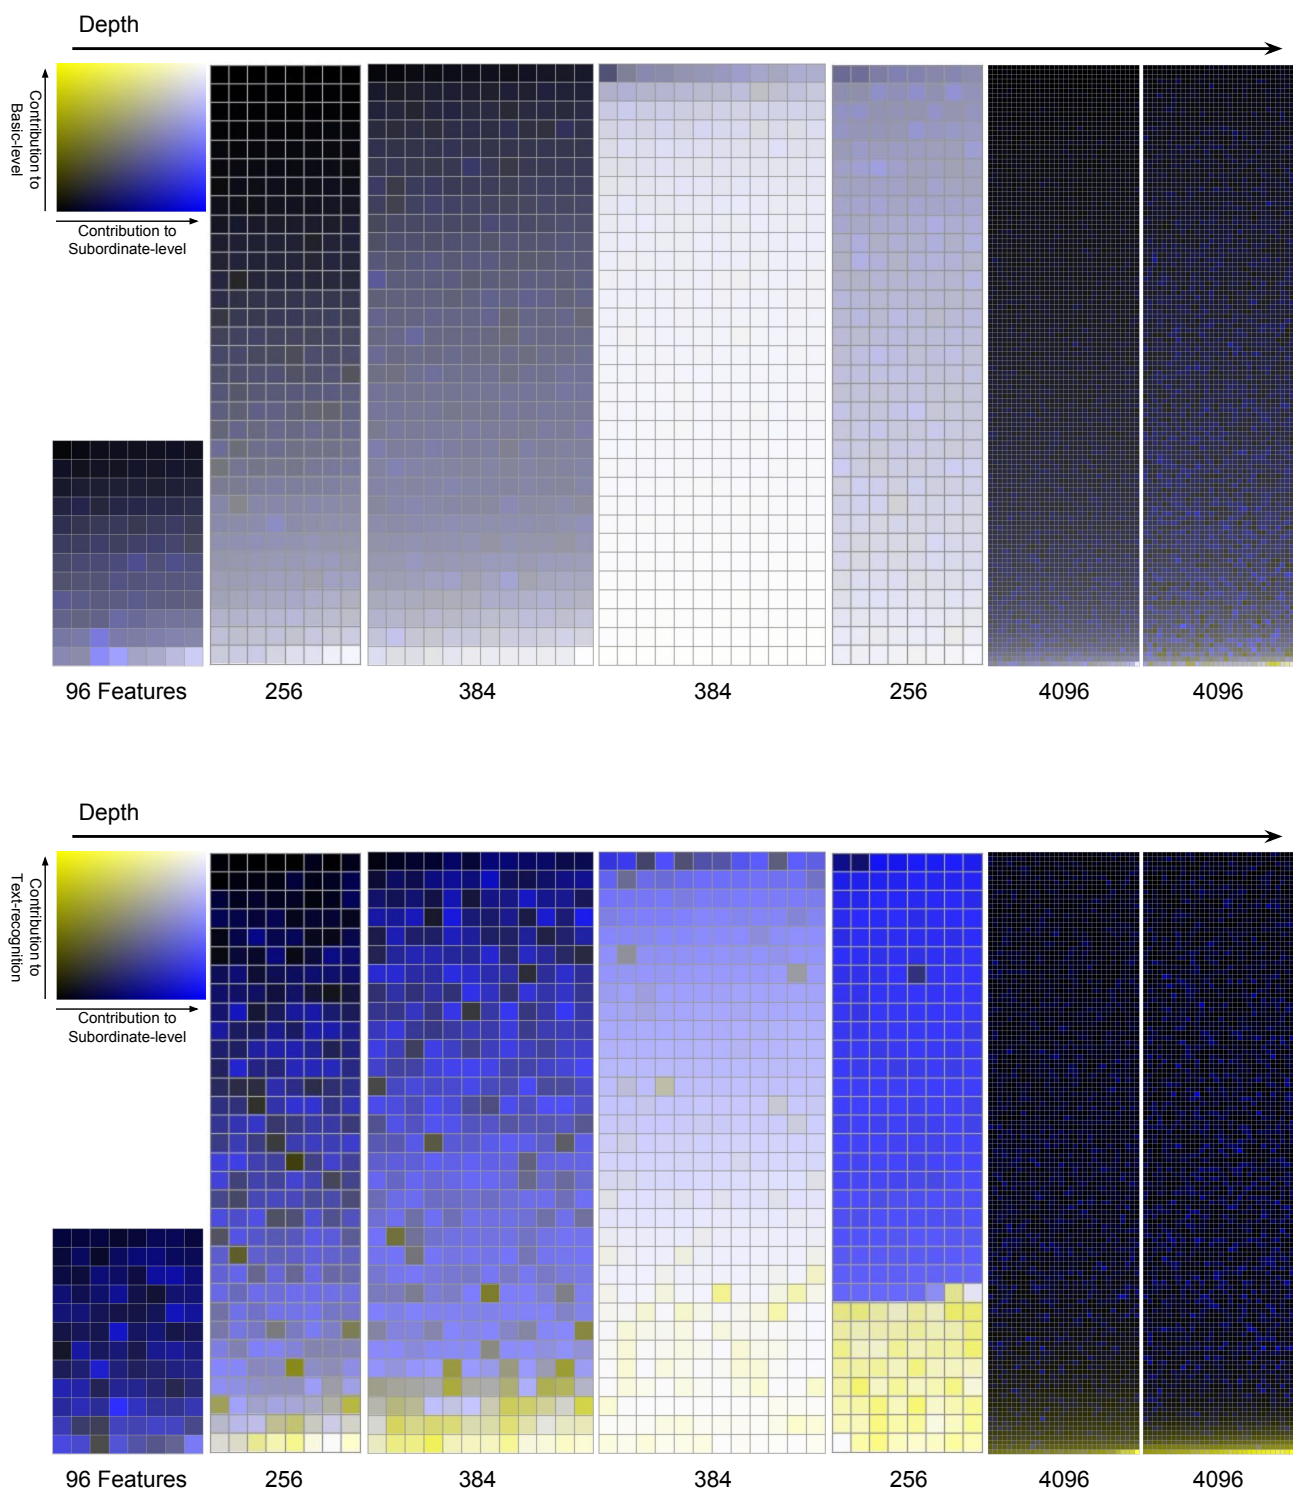 Depth
Contribution to
Basic-level
Contribution to
Subordinate-level
96 Features
256
384
384
256
4096
4096
Depth
Contribution to
Text-recognition
Contribution to
Subordinate-level
96 Features
256
384
384
256
4096
4096